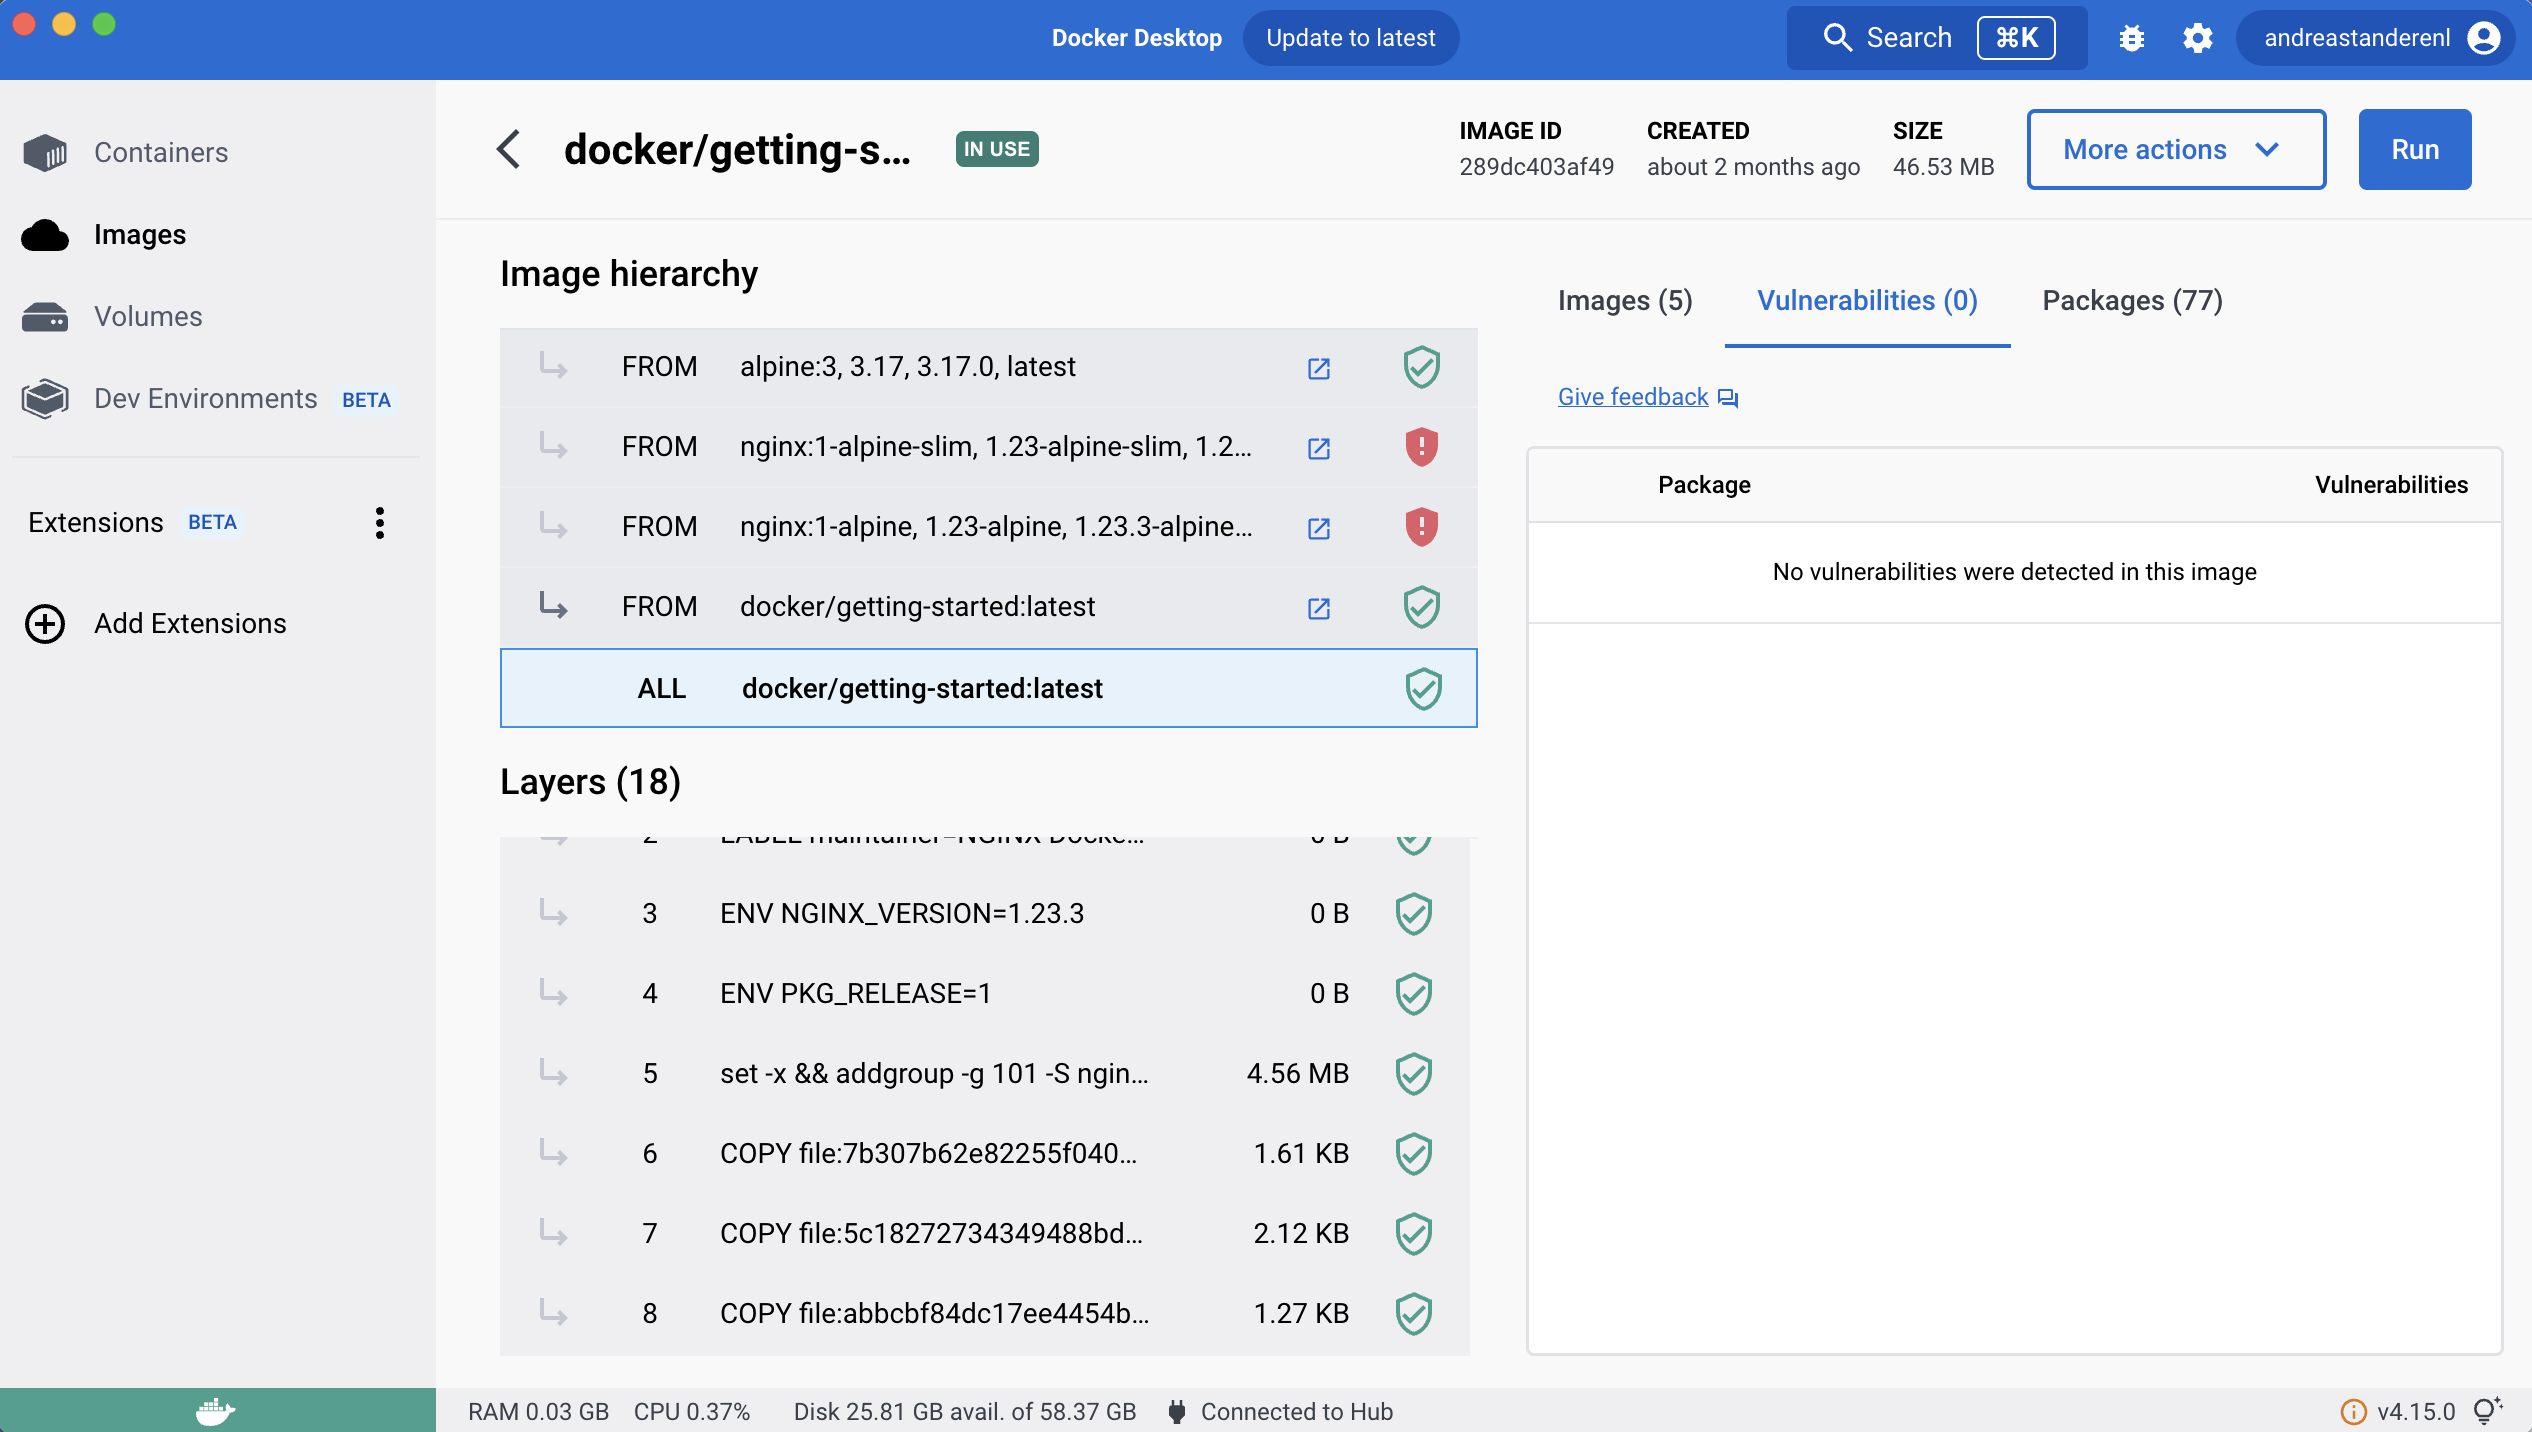 Docker Desktop
Update to latest
Search
⌘K
andreastanderenl
Containers
Images
Volumes
Dev Environments BETA
Extensions BETA
Add Extensions
docker/getting-s...
IN USE
IMAGE ID
289dc403af49
CREATED
about 2 months ago
SIZE
46.53 MB
More actions
Run
Image hierarchy
FROM alpine:3, 3.17, 3.17.0, latest
FROM nginx:1-alpine-slim, 1.23-alpine-slim, 1.2...
FROM nginx:1-alpine, 1.23-alpine, 1.23.3-alpine...
FROM docker/getting-started:latest
ALL docker/getting-started:latest
Layers (18)
2 LABEL maintainer=NGINX Docke... 0 B
3 ENV NGINX_VERSION=1.23.3 0 B
4 ENV PKG_RELEASE=1 0 B
5 set -x && addgroup -g 101 -S ngin... 4.56 MB
6 COPY file:7b307b62e82255f040... 1.61 KB
7 COPY file:5c18272734349488bd... 2.12 KB
8 COPY file:abbcbf84dc17ee4454b... 1.27 KB
Images (5)
Vulnerabilities (0)
Packages (77)
Give feedback
Package Vulnerabilities
No vulnerabilities were detected in this image
RAM 0.03 GB CPU 0.37% Disk 25.81 GB avail. of 58.37 GB Connected to Hub
v4.15.0